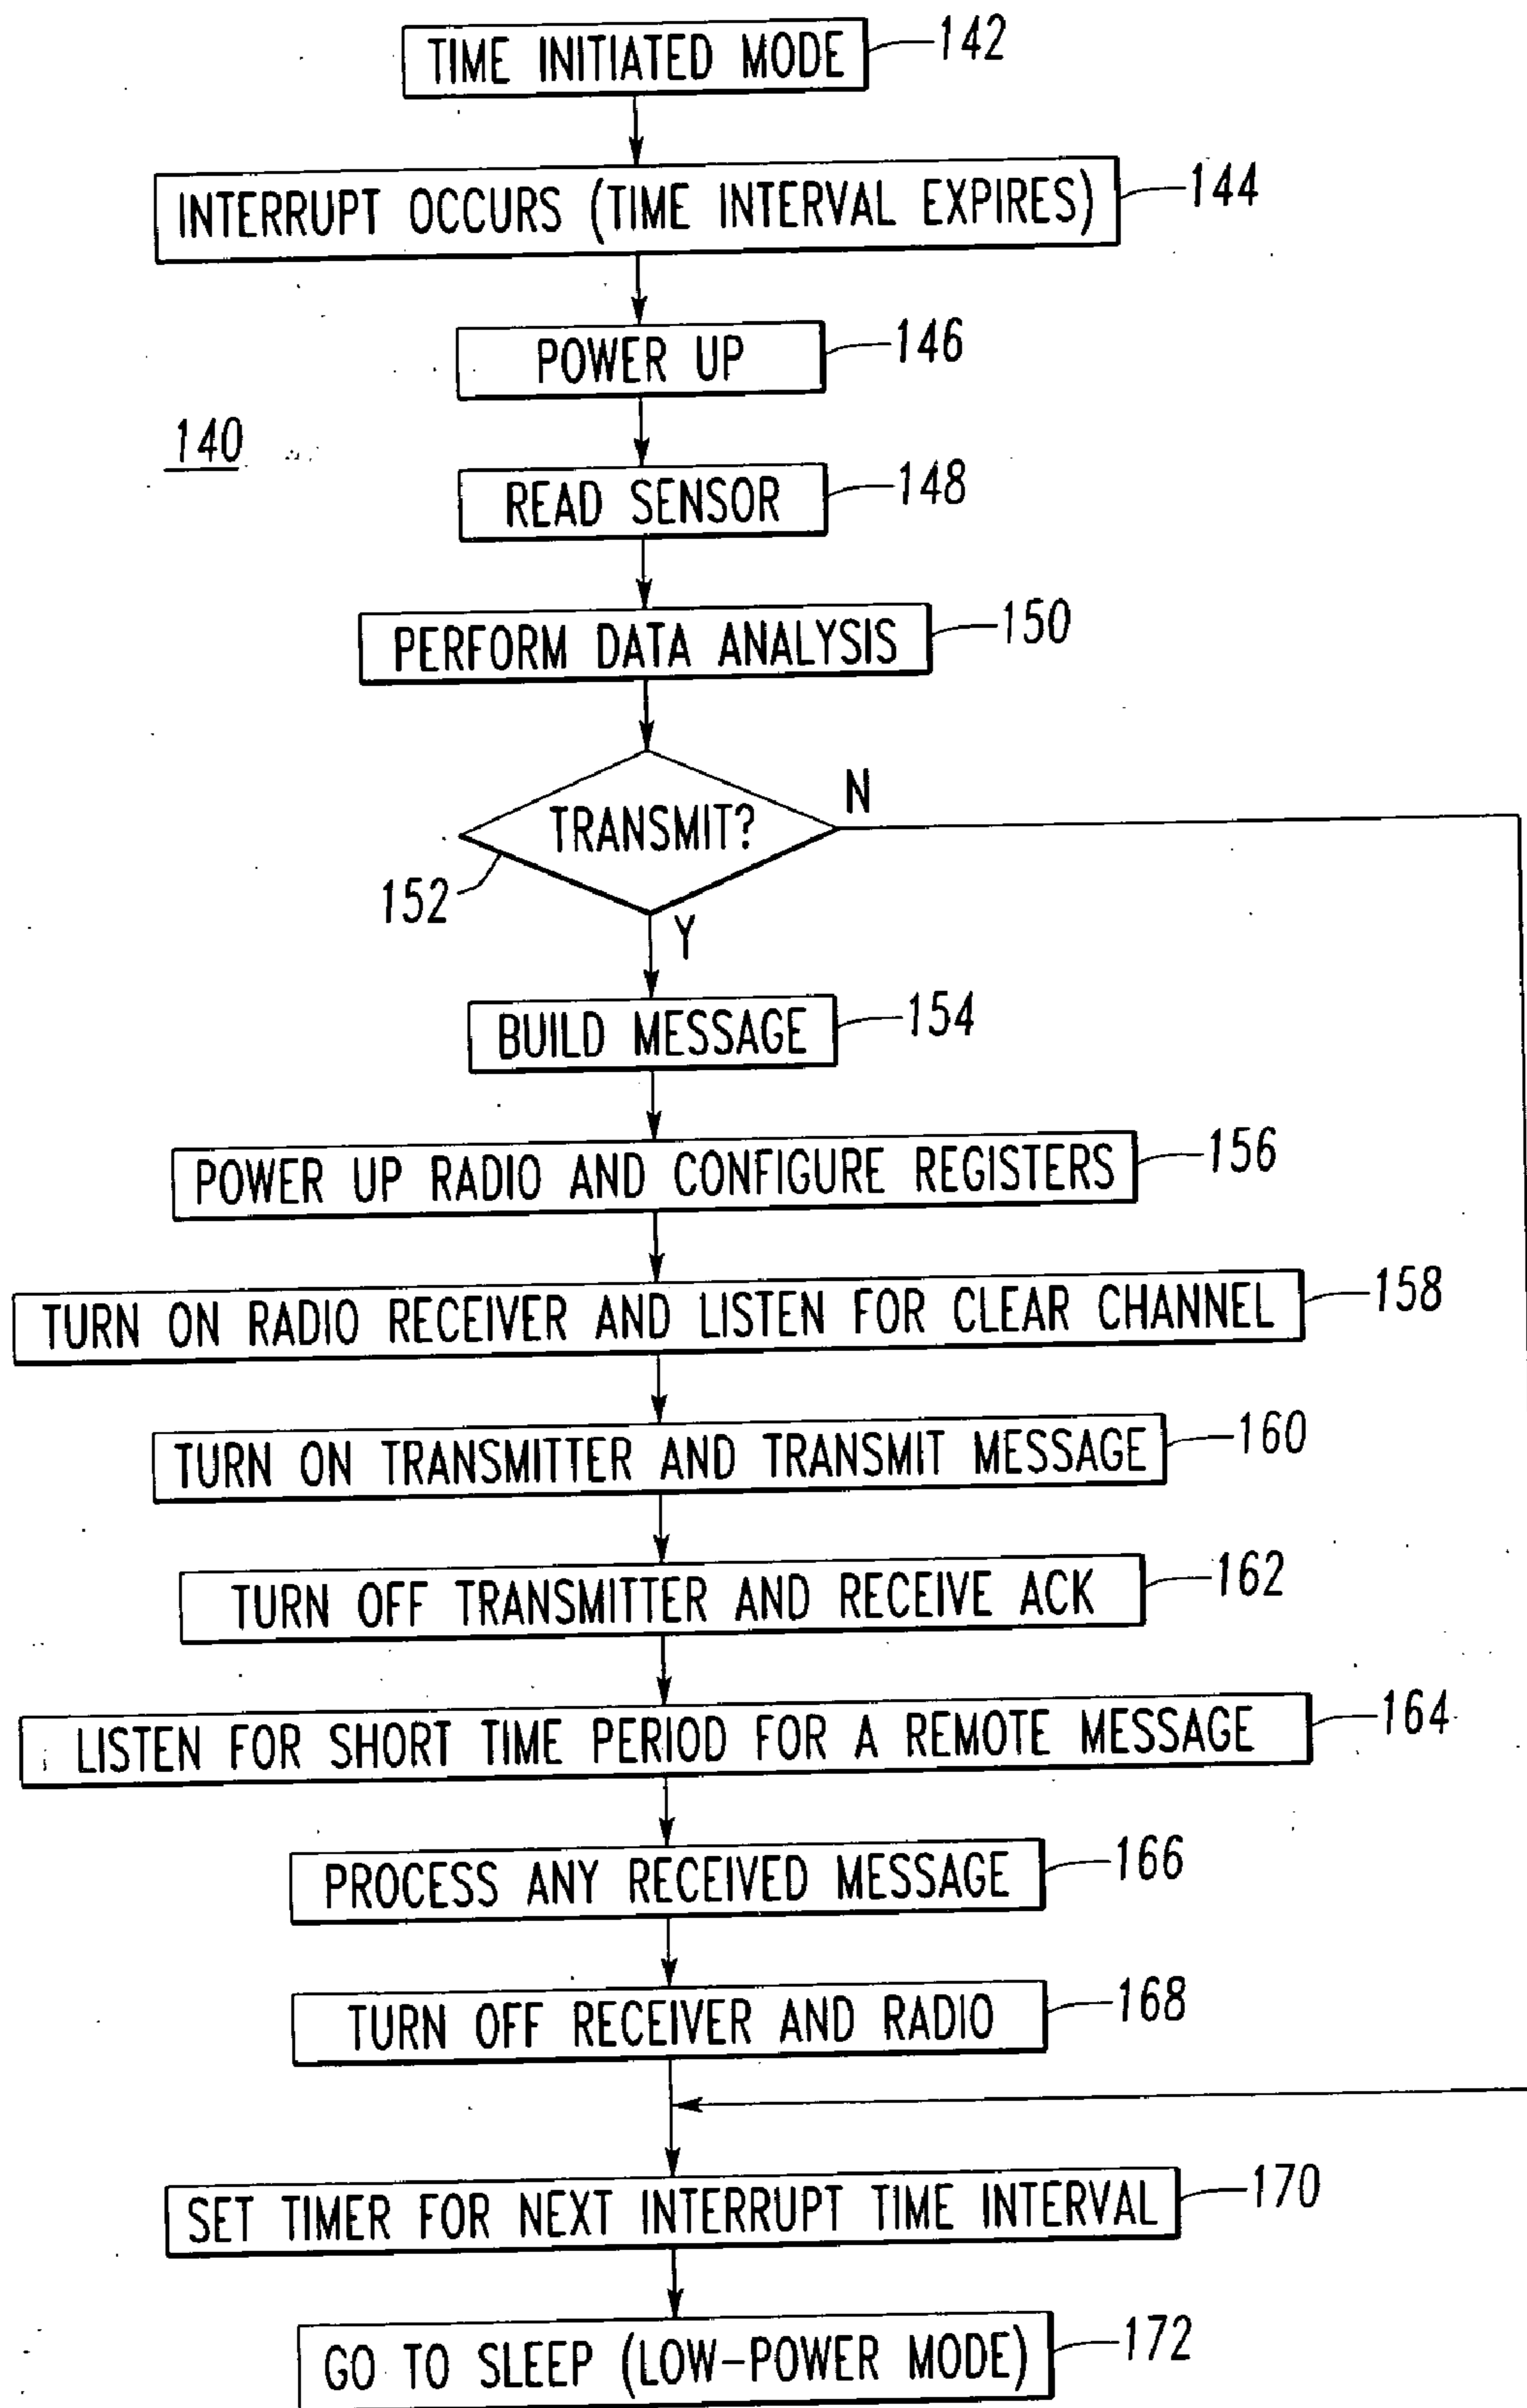 TIME INITIATED MODE 142
INTERRUPT OCCURS (TIME INTERVAL EXPIRES) 144
POWER UP 146
140
READ SENSOR 148
PERFORM DATA ANALYSIS 150
N
TRANSMIT?
152
Y
BUILD MESSAGE 154
POWER UP RADIO AND CONFIGURE REGISTERS 156
TURN ON RADIO RECEIVER AND LISTEN FOR CLEAR CHANNEL 158
TURN ON TRANSMITTER AND TRANSMIT MESSAGE 160
TURN OFF TRANSMITTER AND RECEIVE ACK 162
LISTEN FOR SHORT TIME PERIOD FOR A REMOTE MESSAGE 164
PROCESS ANY RECEIVED MESSAGE 166
TURN OFF RECEIVER AND RADIO 168
SET TIMER FOR NEXT INTERRUPT TIME INTERVAL 170
GO TO SLEEP (LOW-POWER MODE) 172